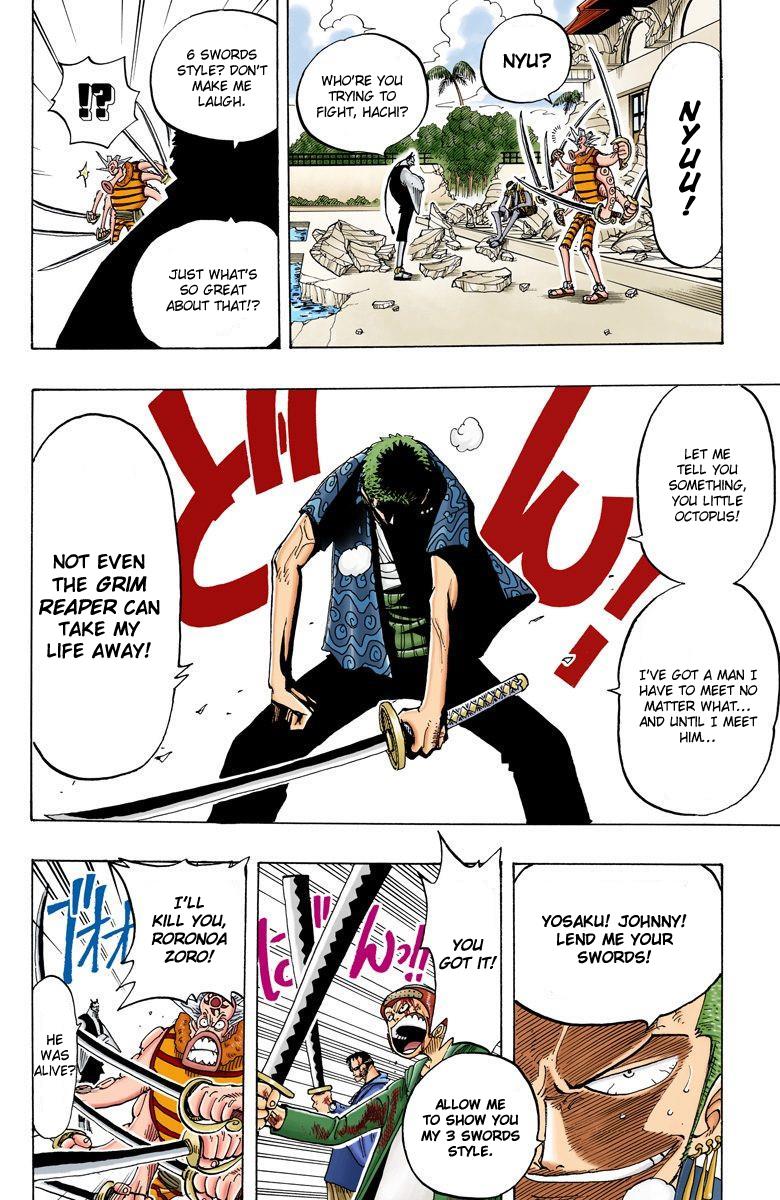 NYUU!
NYU?
WHO'RE YOU
TRYING TO
FIGHT, HACHI?
6 SWORDS
STYLE? DON'T
MAKE ME
LAUGH.
!?
JUST WHAT'S
SO GREAT
ABOUT THAT!?
LET ME
TELL YOU
SOMETHING,
YOU LITTLE
OCTOPUS!
I'VE GOT A MAN I
HAVE TO MEET NO
MATTER WHAT...
AND UNTIL I MEET
HIM...
どん!
NOT EVEN
THE GRIM
REAPER CAN
TAKE MY
LIFE AWAY!
YOSAKU! JOHNNY!
LEND ME YOUR
SWORDS!
YOU
GOT IT!
ALLOW ME
TO SHOW YOU
MY 3 SWORDS
STYLE.
I'LL
KILL YOU,
RORONOA
ZORO!
HE
WAS
ALIVE?